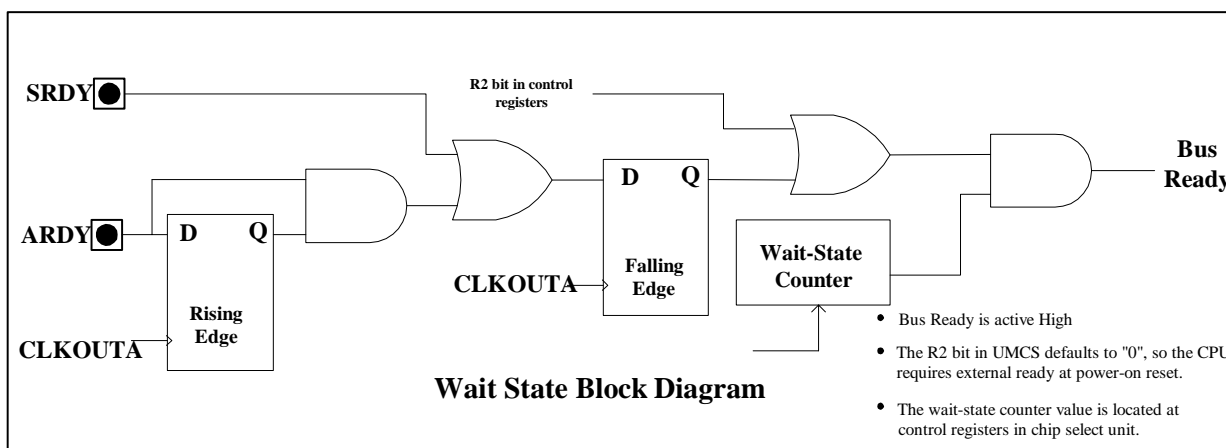 SRDY
R2 bit in control
registers
Bus
Ready
D Q
ARDY
D Q
Wait-State
Counter
Falling
Edge
CLKOUTA
Rising
Edge
CLKOUTA
• Bus Ready is active High
Wait State Block Diagram
• The R2 bit in UMCS defaults to "0", so the CPU
requires external ready at power-on reset.
• The wait-state counter value is located at
control registers in chip select unit.